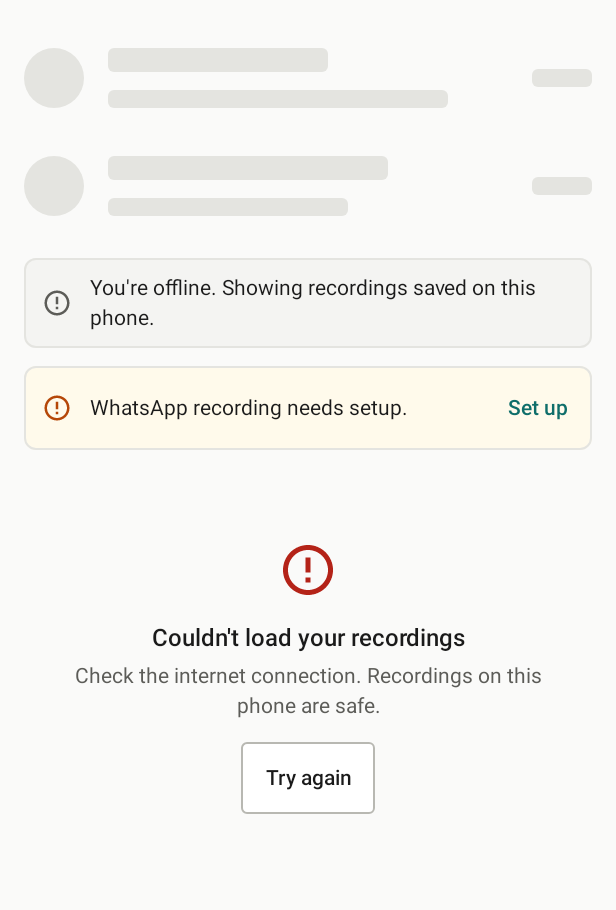 You're offline. Showing recordings saved on this
phone.
WhatsApp recording needs setup.
Set up
Couldn't load your recordings
Check the internet connection. Recordings on this
phone are safe.
Try again